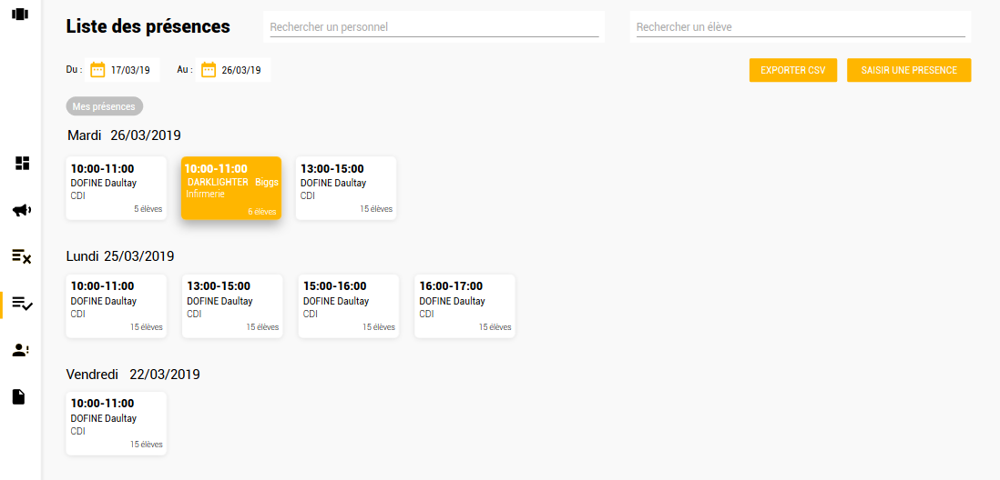 Liste des présences
Rechercher un personnel
Rechercher un élève
Du : 17/03/19 Au : 26/03/19
EXPORTER CSV
SAISIR UNE PRESENCE
Mes présences
Mardi 26/03/2019
10:00-11:00
DOFINE Daultay
CDI
5 élèves
10:00-11:00
DARKLIGHTER Biggs
Infirmerie
6 élèves
13:00-15:00
DOFINE Daultay
CDI
15 élèves
Lundi 25/03/2019
10:00-11:00
DOFINE Daultay
CDI
15 élèves
13:00-15:00
DOFINE Daultay
CDI
15 élèves
15:00-16:00
DOFINE Daultay
CDI
15 élèves
16:00-17:00
DOFINE Daultay
CDI
15 élèves
Vendredi 22/03/2019
10:00-11:00
DOFINE Daultay
CDI
15 élèves